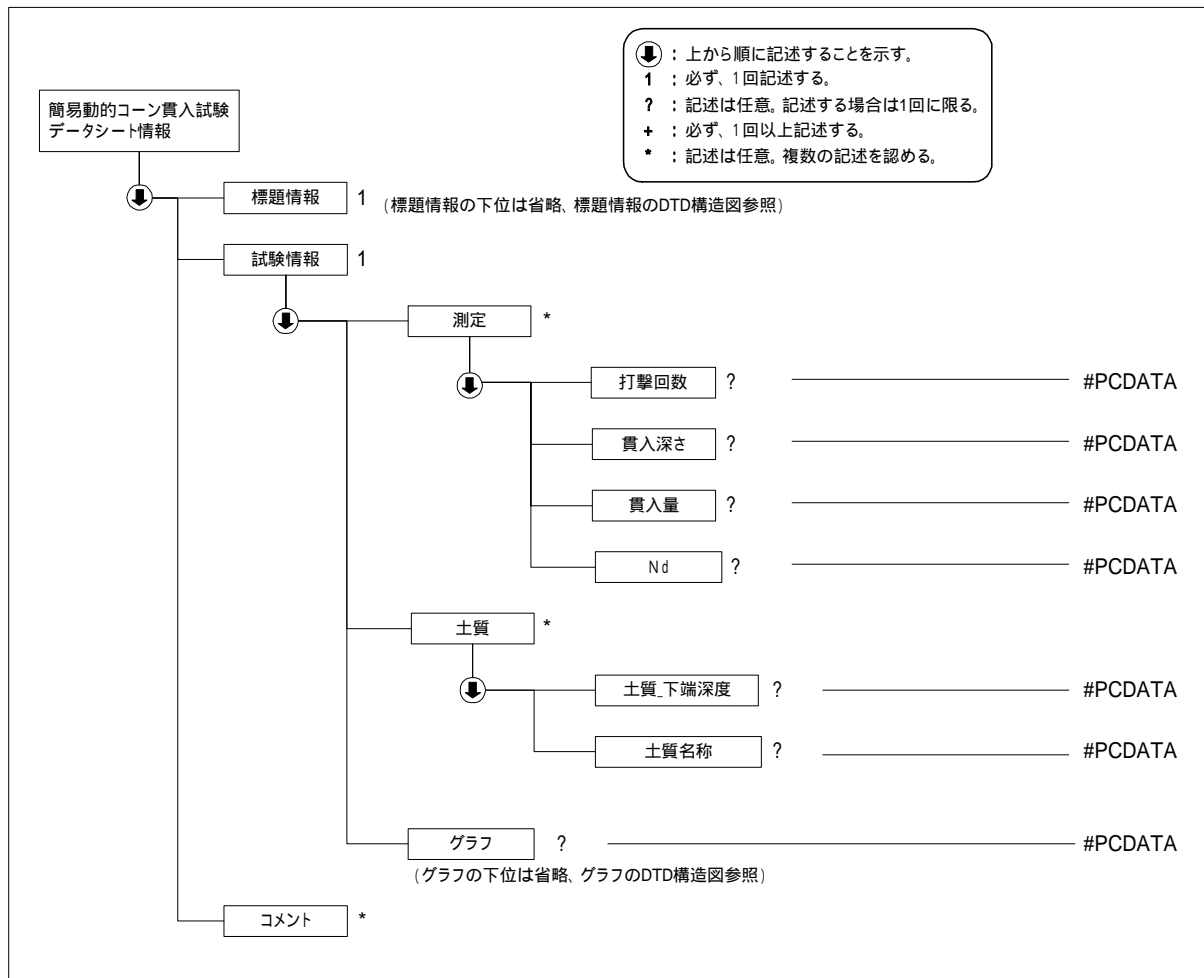 ：上から順に記述することを示す。
1：必ず、1回記述する。
?：記述は任意。記述する場合は1回に限る。
+：必ず、1回以上記述する。
*：記述は任意。複数の記述を認める。
簡易動的コーン貫入試験
データシート情報
標題情報 1 (標題情報の下位は省略、標題情報のDTD構造図参照)
試験情報 1
測定 *
打撃回数 ? #PCDATA
貫入深さ ? #PCDATA
貫入量 ? #PCDATA
Nd ? #PCDATA
土質 *
土質_下端深度 ? #PCDATA
土質名称 ? #PCDATA
グラフ ? #PCDATA
(グラフの下位は省略、グラフのDTD構造図参照)
コメント *